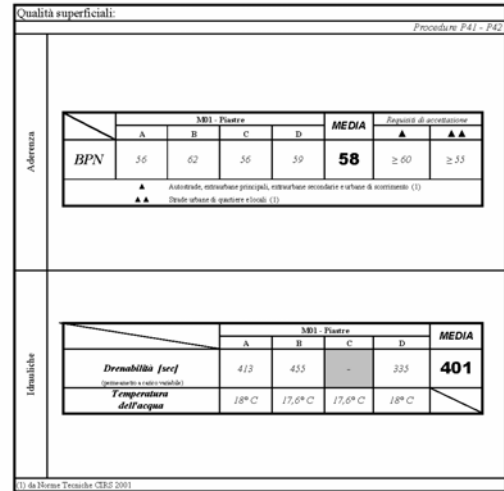 Qualità superficiali:
Procedure P41 - P42
Aderenza
M01 - Piastre MEDIA Requisiti di accettazione
A B C D ▲ ▲▲
BPN 56 62 56 59 58 ≥ 60 ≥ 55
▲ Autostrade, extraurbane principali, extraurbane secondarie e urbane di scorrimento (1)
▲▲ Strade urbane di quartiere e locali (1)
Idrauliche
M01 - Piastre MEDIA
A B C D
Drenabilità [sec] 413 455 - 335 401
(permeametro a carico variabile)
Temperatura dell'acqua 18° C 17,6° C 17,6° C 18° C
(1) da Norme Tecniche CIRS 2001